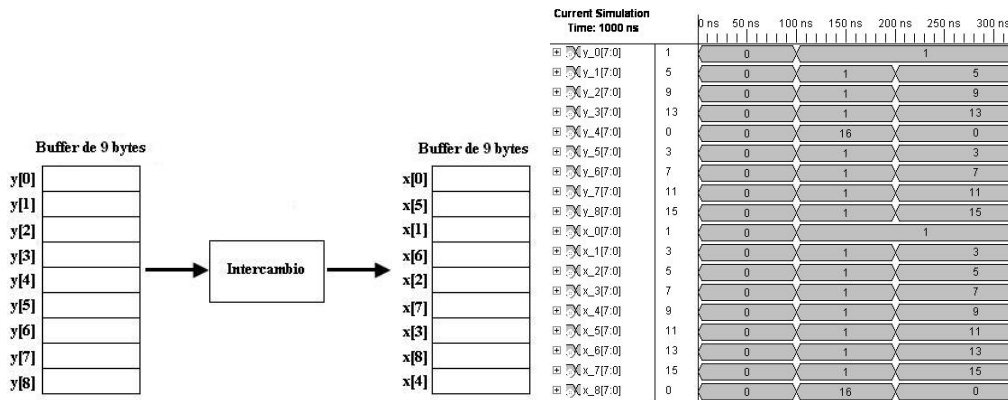 Buffer de 9 bytes
y[0]
y[1]
y[2]
y[3]
y[4]
y[5]
y[6]
y[7]
y[8]
Intercambio
Buffer de 9 bytes
x[0]
x[5]
x[1]
x[6]
x[2]
x[7]
x[3]
x[8]
x[4]
Current Simulation
Time: 1000 ns
0 ns 50 ns 100 ns 150 ns 200 ns 250 ns 300 ns
y_0[7:0] 1 0 1
y_1[7:0] 5 0 1 5
y_2[7:0] 9 0 1 9
y_3[7:0] 13 0 1 13
y_4[7:0] 0 0 16 0
y_5[7:0] 3 0 1 3
y_6[7:0] 7 0 1 7
y_7[7:0] 11 0 1 11
y_8[7:0] 15 0 1 15
x_0[7:0] 1 0 1
x_1[7:0] 3 0 1 3
x_2[7:0] 5 0 1 5
x_3[7:0] 7 0 1 7
x_4[7:0] 9 0 1 9
x_5[7:0] 11 0 1 11
x_6[7:0] 13 0 1 13
x_7[7:0] 15 0 1 15
x_8[7:0] 0 0 16 0